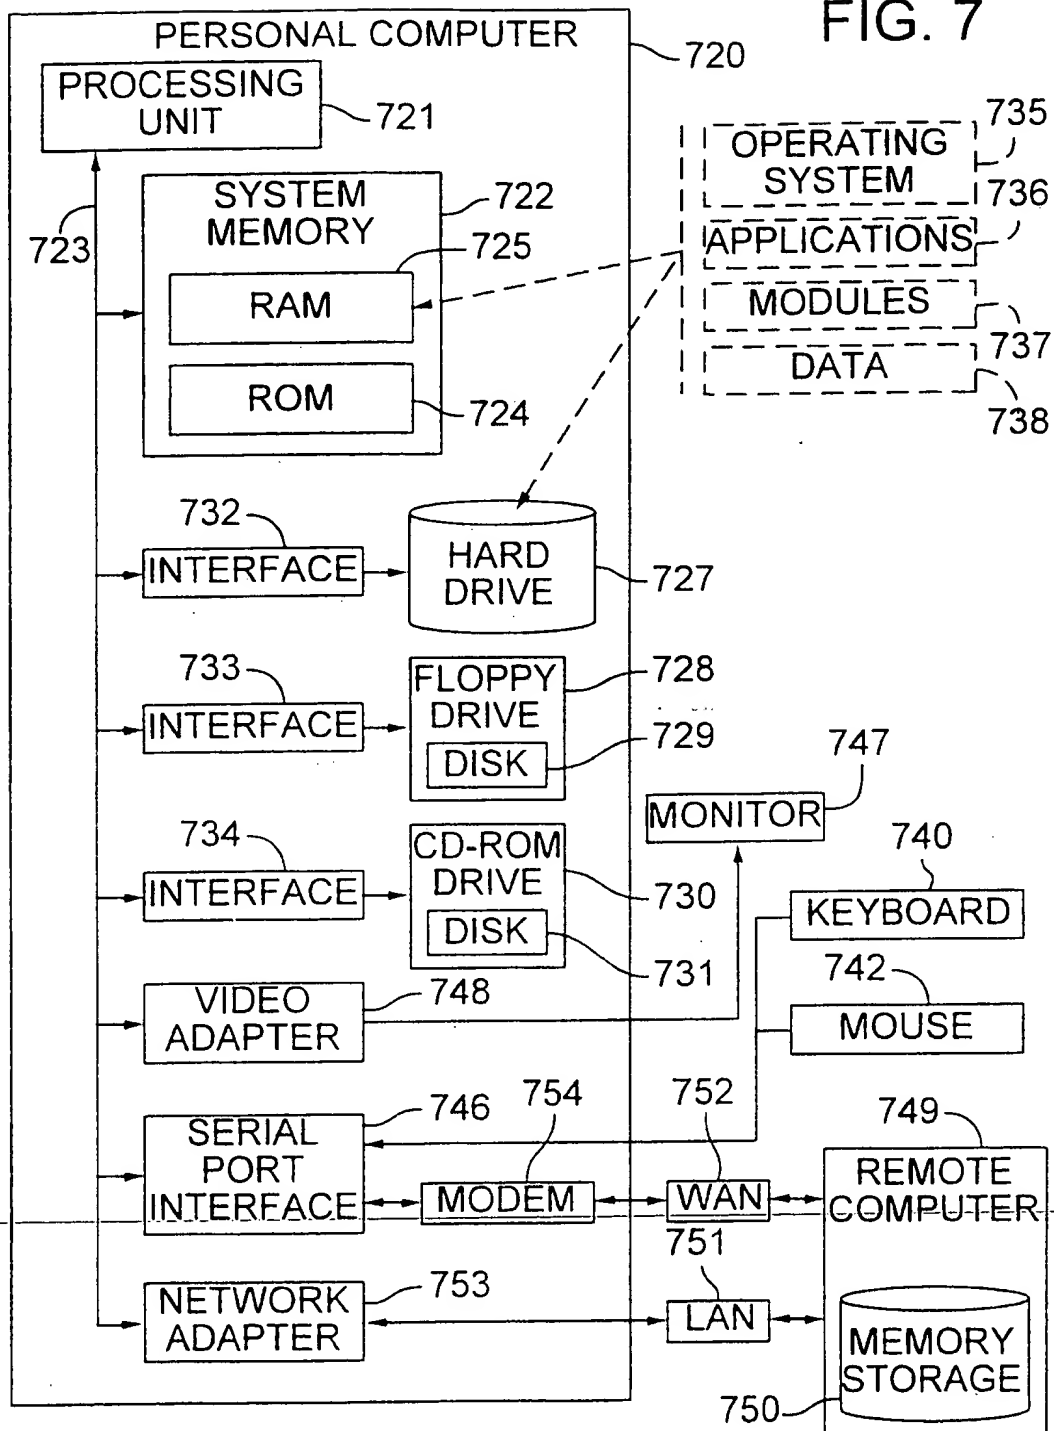 FIG. 7
PERSONAL COMPUTER
720
PROCESSING
UNIT
721
723
SYSTEM
MEMORY
722
725
RAM
ROM
724
735
OPERATING
SYSTEM
736
APPLICATIONS
MODULES
737
DATA
738
732
INTERFACE
HARD
DRIVE
727
733
INTERFACE
FLOPPY
DRIVE
728
DISK
729
734
INTERFACE
CD-ROM
DRIVE
730
DISK
731
747
MONITOR
740
KEYBOARD
742
MOUSE
VIDEO
ADAPTER
748
SERIAL
PORT
INTERFACE
746
754
MODEM
752
WAN
749
REMOTE
COMPUTER
NETWORK
ADAPTER
753
751
LAN
MEMORY
STORAGE
750